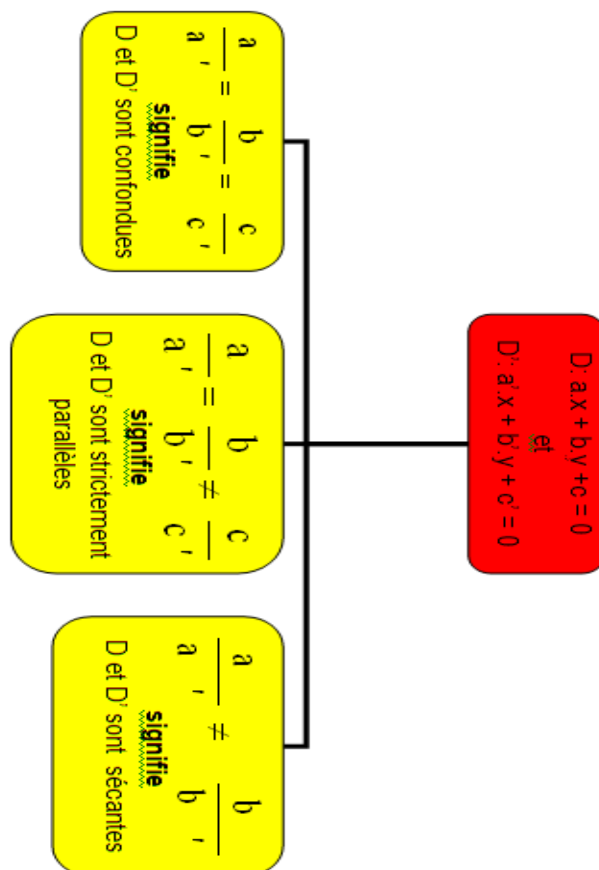 D: a.x + b.y +c = 0
et
D': a'.x + b'.y + c' = 0
a/a' = b/b' = c/c'
signifie
D et D' sont confondues
a/a' = b/b' ≠ c/c'
signifie
D et D' sont strictement
parallèles
a/a' ≠ b/b'
signifie
D et D' sont sécantes